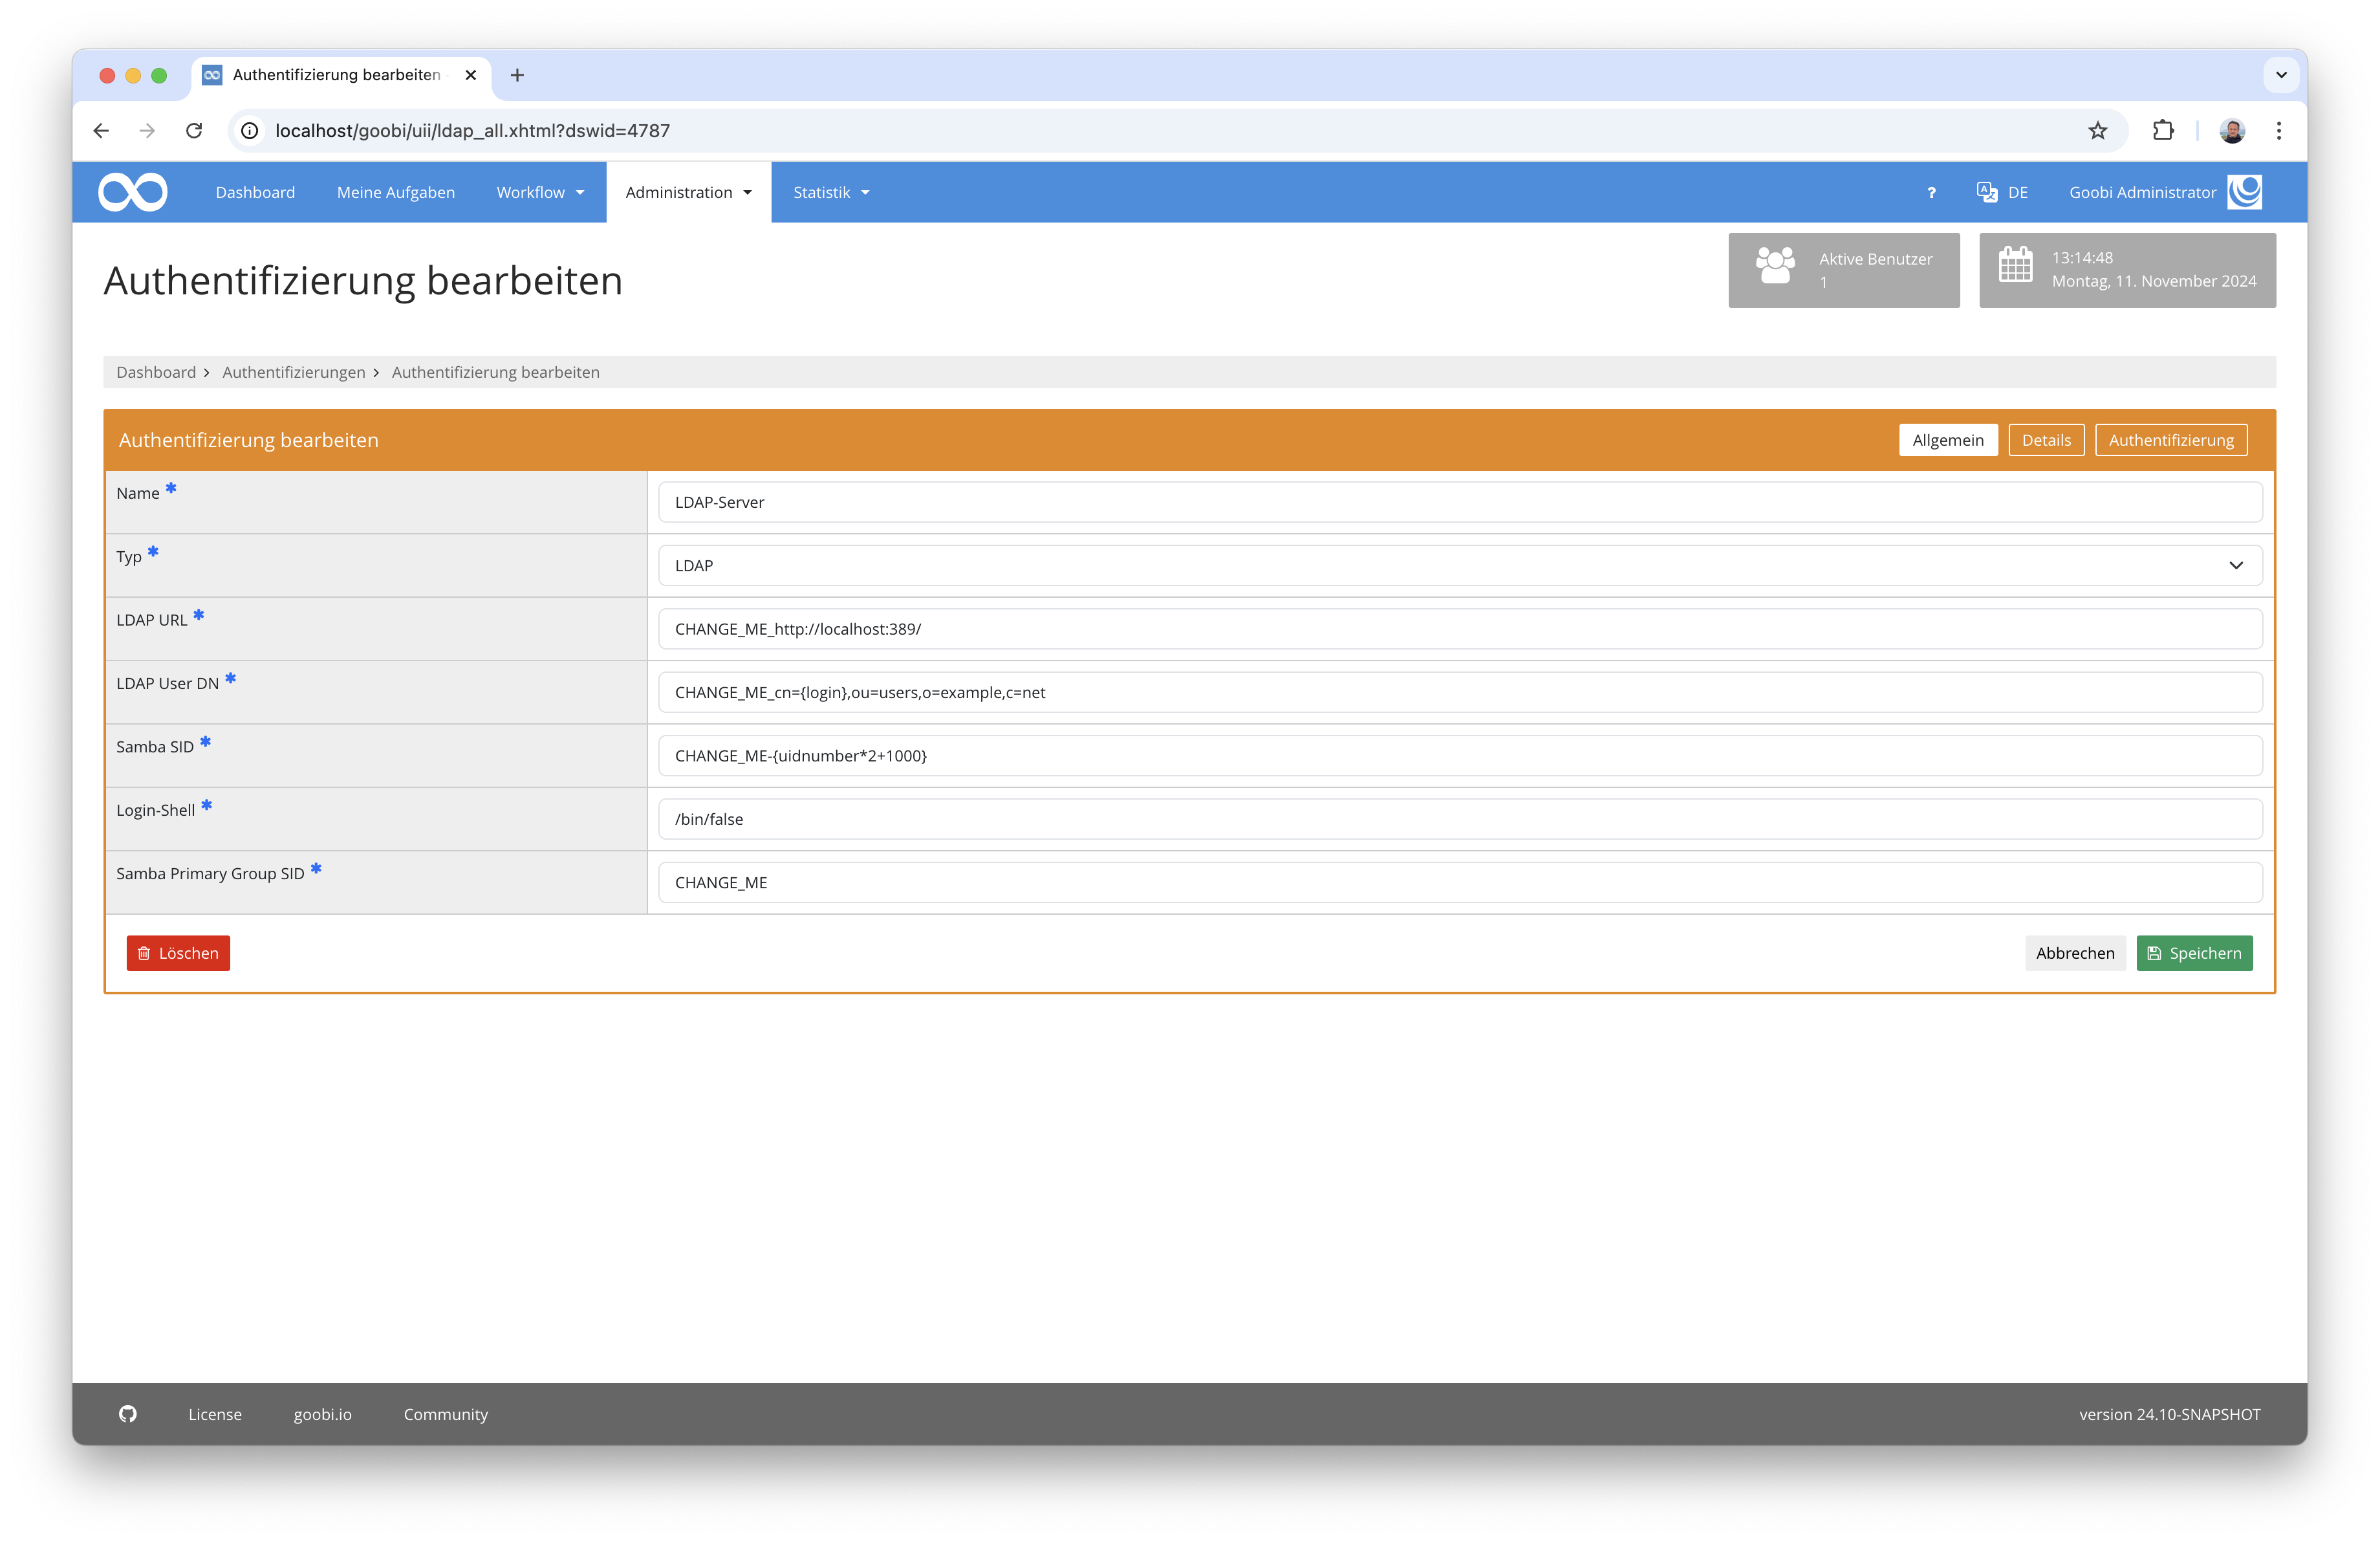 Authentifizierung bearbeiten
localhost/goobi/uii/ldap_all.xhtml?dswid=4787
Dashboard Meine Aufgaben Workflow Administration Statistik ? DE Goobi Administrator
Authentifizierung bearbeiten
Aktive Benutzer
1
13:14:48
Montag, 11. November 2024
Dashboard > Authentifizierungen > Authentifizierung bearbeiten
Authentifizierung bearbeiten Allgemein Details Authentifizierung
Name * LDAP-Server
Typ * LDAP
LDAP URL * CHANGE_ME_http://localhost:389/
LDAP User DN * CHANGE_ME_cn={login},ou=users,o=example,c=net
Samba SID * CHANGE_ME-{uidnumber*2+1000}
Login-Shell * /bin/false
Samba Primary Group SID * CHANGE_ME
Löschen Abbrechen Speichern
License goobi.io Community version 24.10-SNAPSHOT